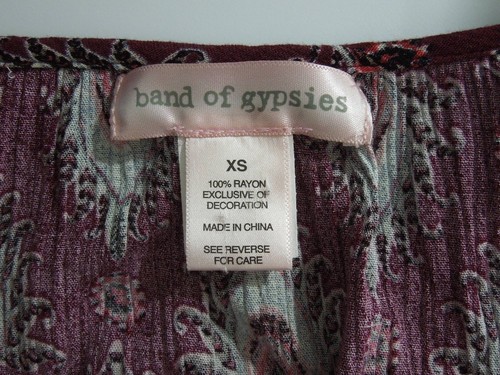 band of gypsies
XS
100% RAYON
EXCLUSIVE OF
DECORATION
MADE IN CHINA
SEE REVERSE
FOR CARE